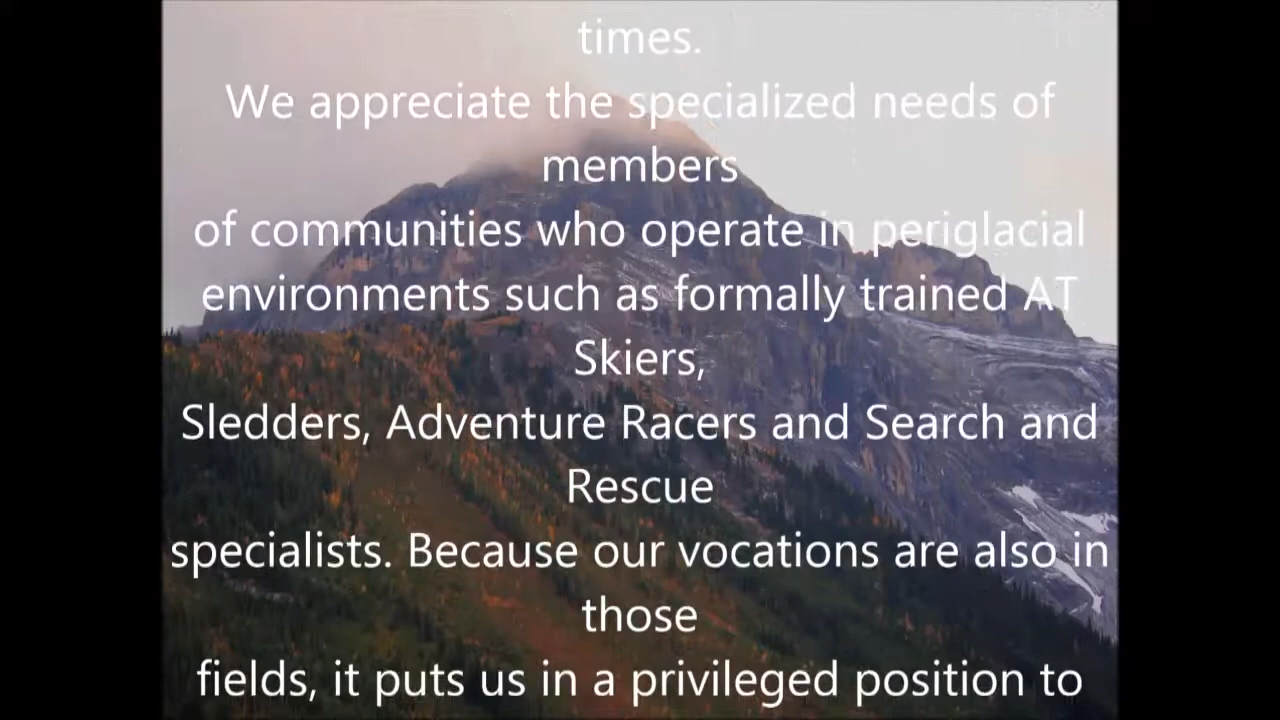 times.
We appreciate the specialized needs of
members
of communities who operate in periglacial
environments such as formally trained AT
Skiers,
Sledders, Adventure Racers and Search and
Rescue
specialists. Because our vocations are also in
those
fields, it puts us in a privileged position to